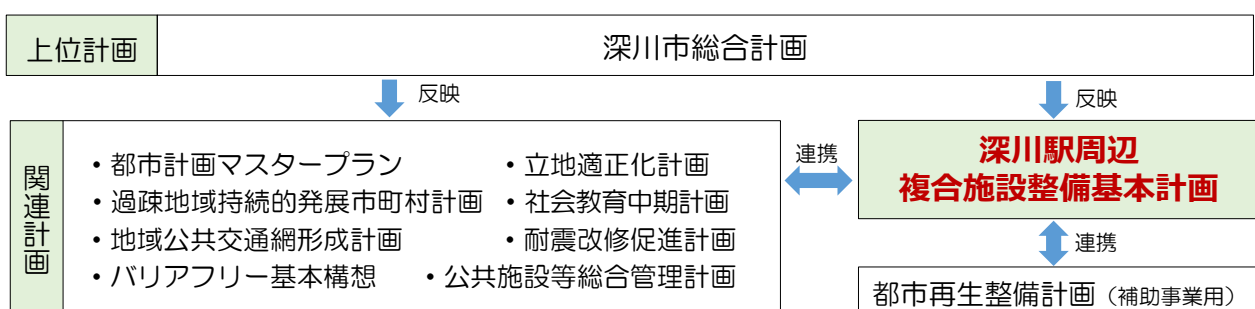 上位計画 深川市総合計画
反映 反映
関連計画
・都市計画マスタープラン ・立地適正化計画
・過疎地域持続的発展市町村計画 ・社会教育中期計画
・地域公共交通網形成計画 ・耐震改修促進計画
・バリアフリー基本構想 ・公共施設等総合管理計画
連携
深川駅周辺
複合施設整備基本計画
連携
都市再生整備計画（補助事業用）